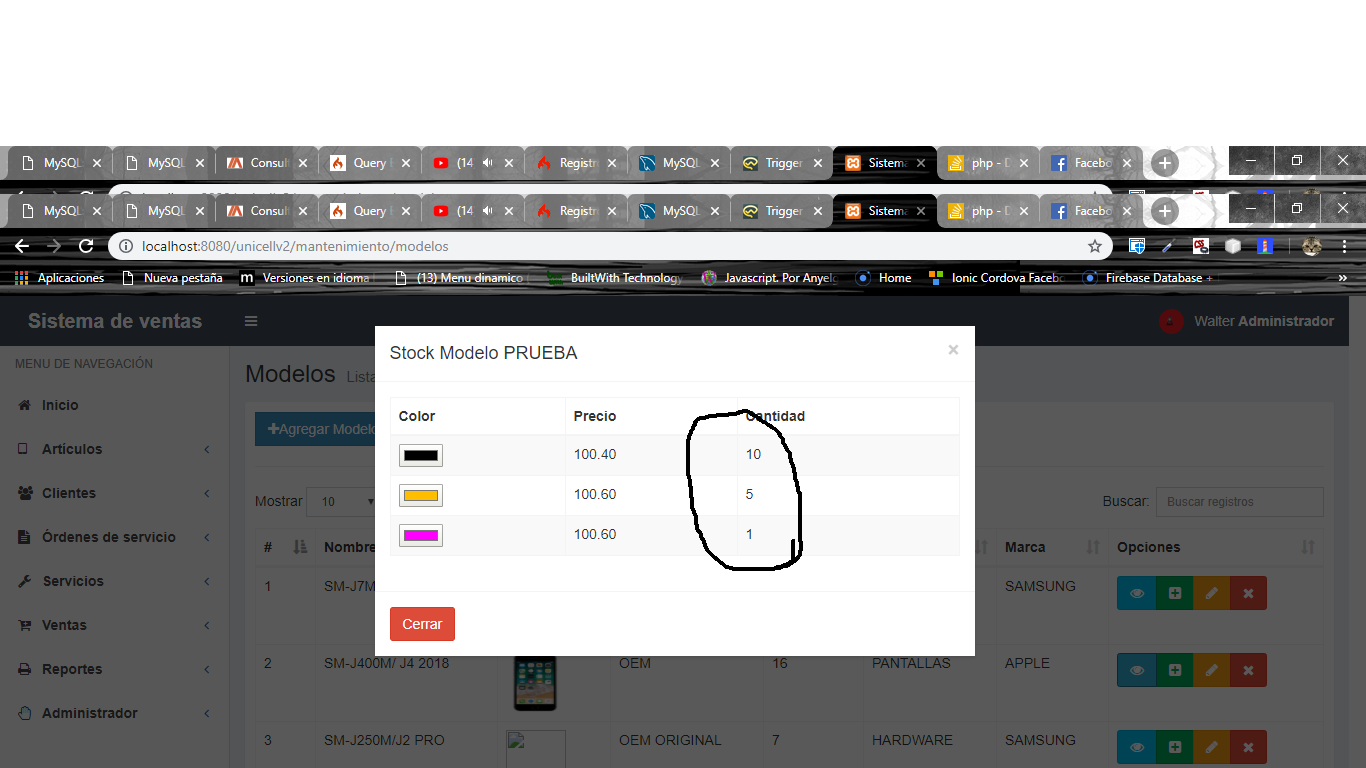 MySQL MySQL Consult Query (14 Registr MySQL Trigger Sistema php - D Facebo
MySQL MySQL Consult Query (14 Registr MySQL Trigger Sistema php - D Facebo
localhost:8080/unicellv2/mantenimiento/modelos
Aplicaciones Nueva pestaña Versiones en idioma (13) Menu dinamico BuiltWith Technology Javascript. Por Anyelg Home Ionic Cordova Facebo Firebase Database + »
Sistema de ventas Walter Administrador
MENU DE NAVEGACIÓN
Inicio
Artículos
Clientes
Órdenes de servicio
Servicios
Ventas
Reportes
Administrador
Modelos Lista
Agregar Modelo
Mostrar 10
Buscar: Buscar registros
Stock Modelo PRUEBA ×
Color Precio Cantidad
100.40 10
100.60 5
100.60 1
Cerrar
# Nombre Marca Opciones
1 SM-J7M SAMSUNG
2 SM-J400M/ J4 2018 OEM 16 PANTALLAS APPLE
3 SM-J250M/J2 PRO OEM ORIGINAL 7 HARDWARE SAMSUNG